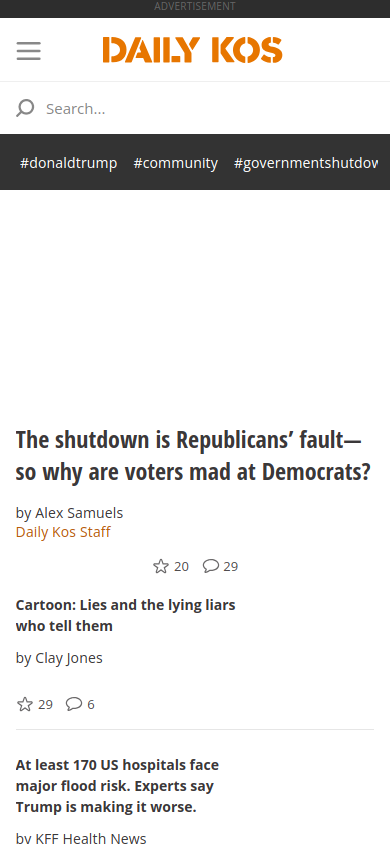 ADVERTISEMENT
DAILY KOS
Search...
#donaldtrump #community #governmentshutdow
The shutdown is Republicans’ fault—
so why are voters mad at Democrats?
by Alex Samuels
Daily Kos Staff
20 29
Cartoon: Lies and the lying liars
who tell them
by Clay Jones
29 6
At least 170 US hospitals face
major flood risk. Experts say
Trump is making it worse.
by KFF Health News